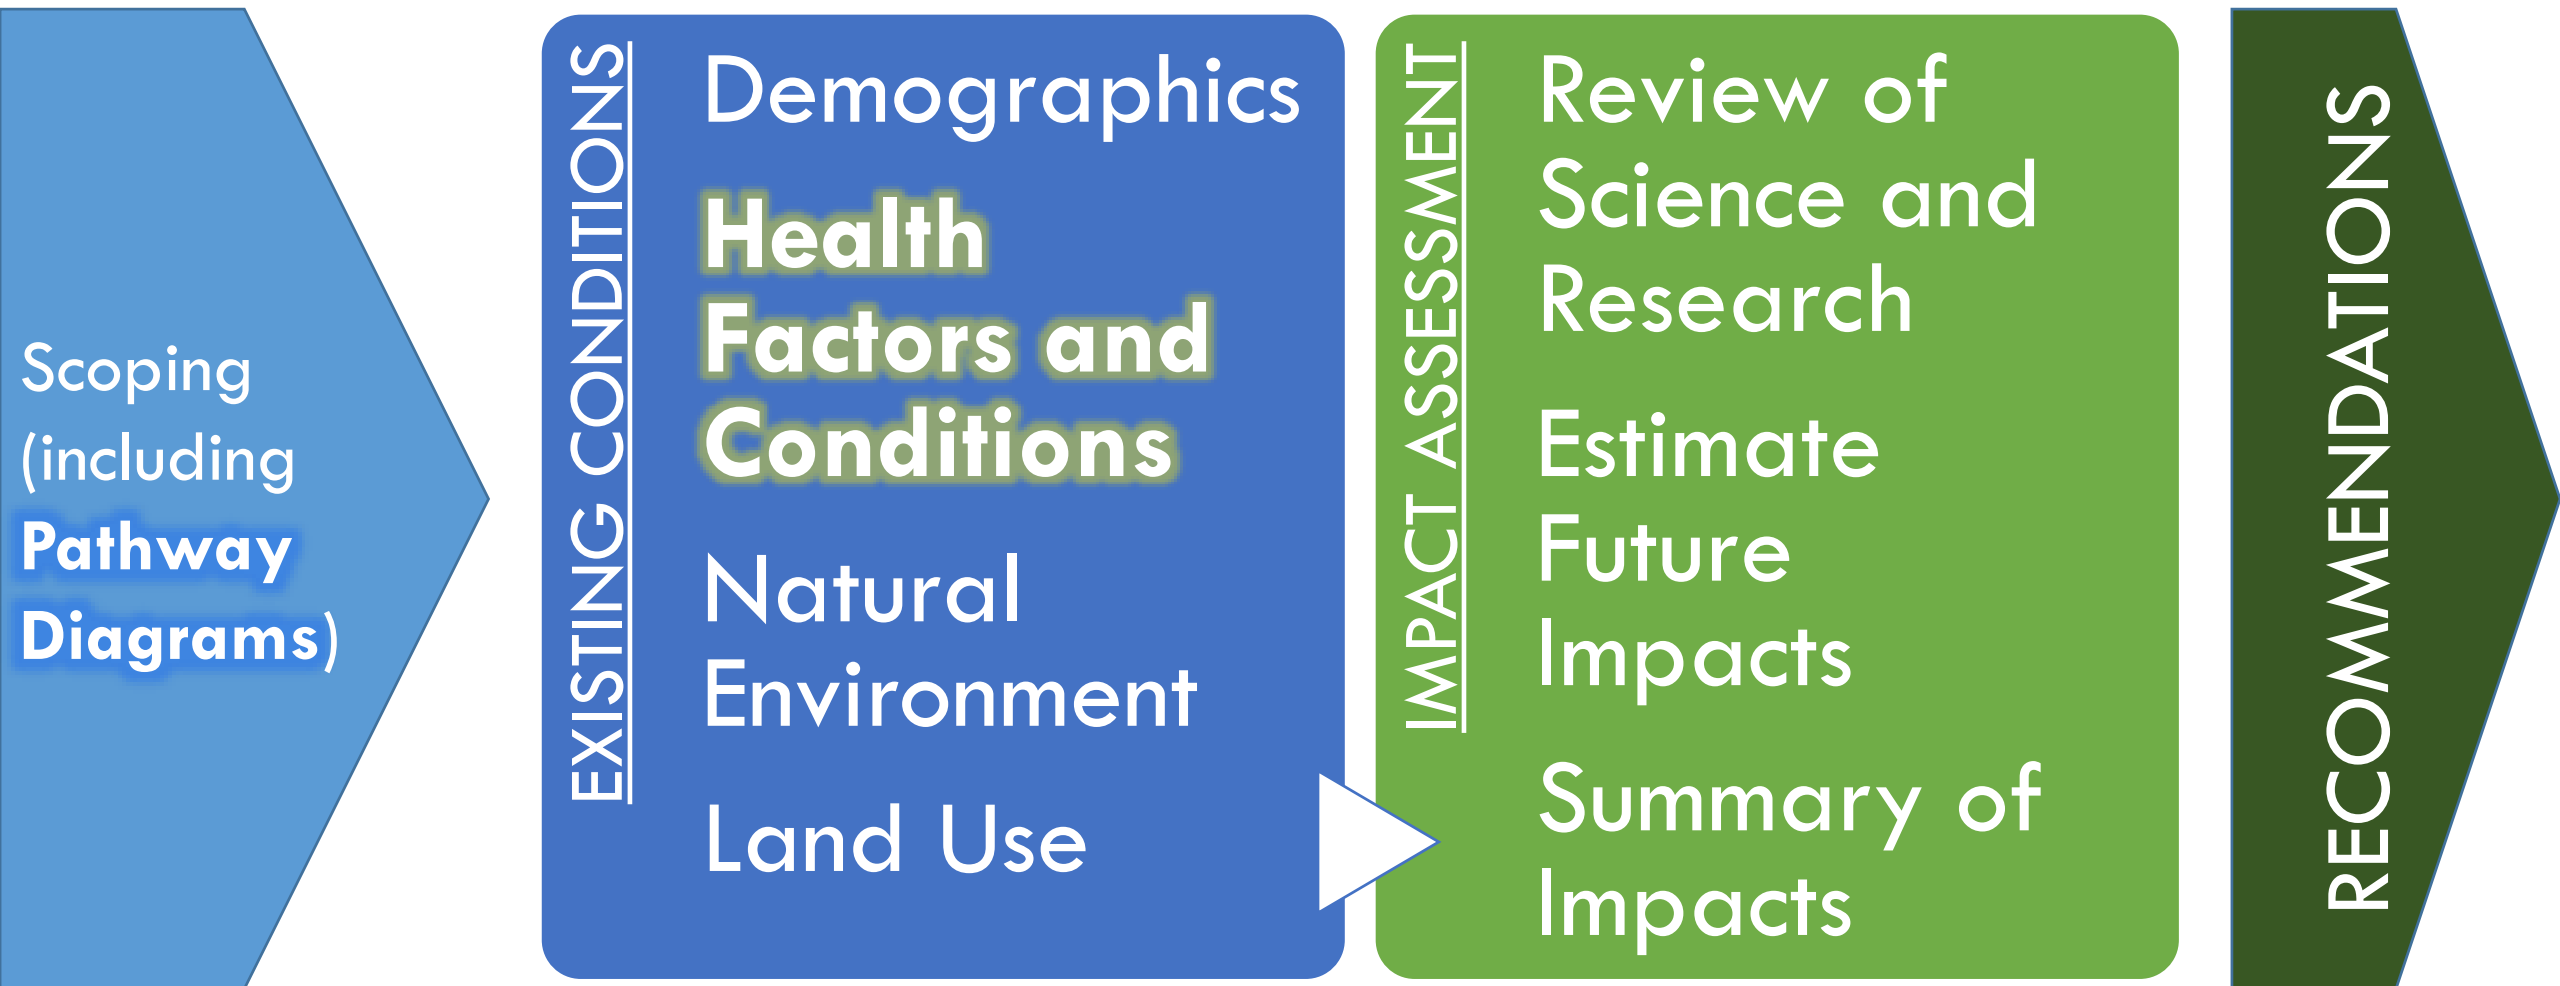 Scoping
(including
Pathway
Diagrams)
EXISTING CONDITIONS
Demographics
Health
Factors and
Conditions
Natural
Environment
Land Use
IMPACT ASSESSMENT
Review of
Science and
Research
Estimate
Future
Impacts
Summary of
Impacts
RECOMMENDATIONS